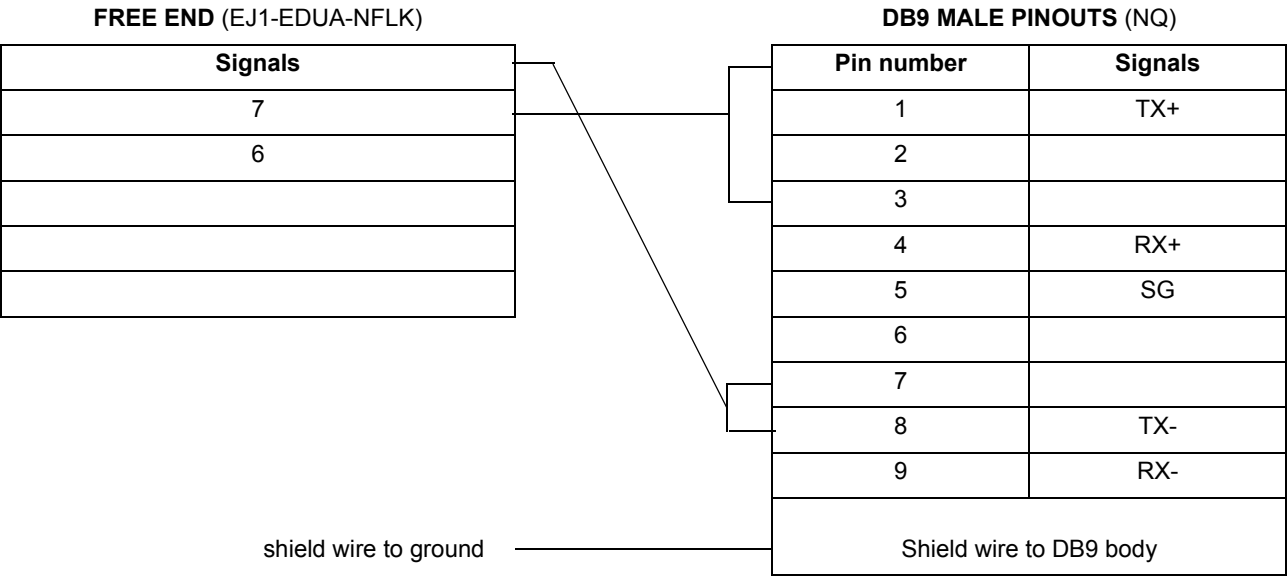 FREE END (EJ1-EDUA-NFLK)
DB9 MALE PINOUTS (NQ)
Signals
Pin number Signals
7
1 TX+
6
2
3
4 RX+
5 SG
6
7
8 TX-
9 RX-
shield wire to ground
Shield wire to DB9 body